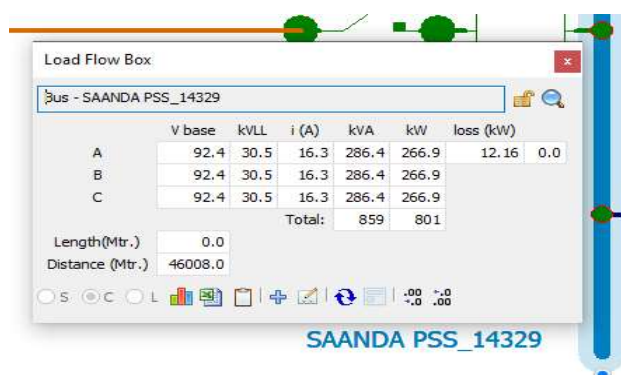 Load Flow Box
x
Bus - SAANDA PSS_14329
V base kVLL i (A) kVA kW loss (kW)
A 92.4 30.5 16.3 286.4 266.9 12.16 0.0
B 92.4 30.5 16.3 286.4 266.9
C 92.4 30.5 16.3 286.4 266.9
Total: 859 801
Length(Mtr.) 0.0
Distance (Mtr.) 46008.0
S C L
SAANDA PSS_14329